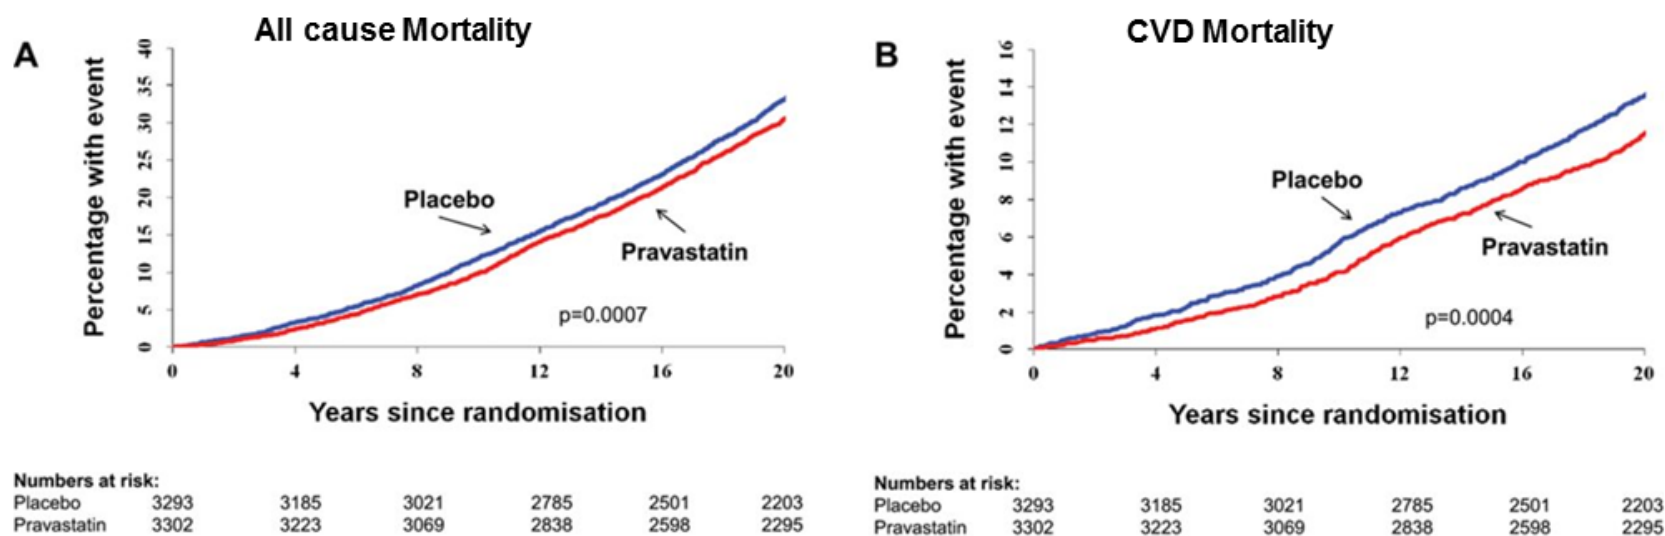 A
All cause Mortality
Percentage with event
40
35
30
25
20
15
10
5
0
Placebo
Pravastatin
p=0.0007
0 4 8 12 16 20
Years since randomisation
Numbers at risk:
Placebo 3293 3185 3021 2785 2501 2203
Pravastatin 3302 3223 3069 2838 2598 2295
B
CVD Mortality
Percentage with event
16
14
12
10
8
6
4
2
0
Placebo
Pravastatin
p=0.0004
0 4 8 12 16 20
Years since randomisation
Numbers at risk:
Placebo 3293 3185 3021 2785 2501 2203
Pravastatin 3302 3223 3069 2838 2598 2295